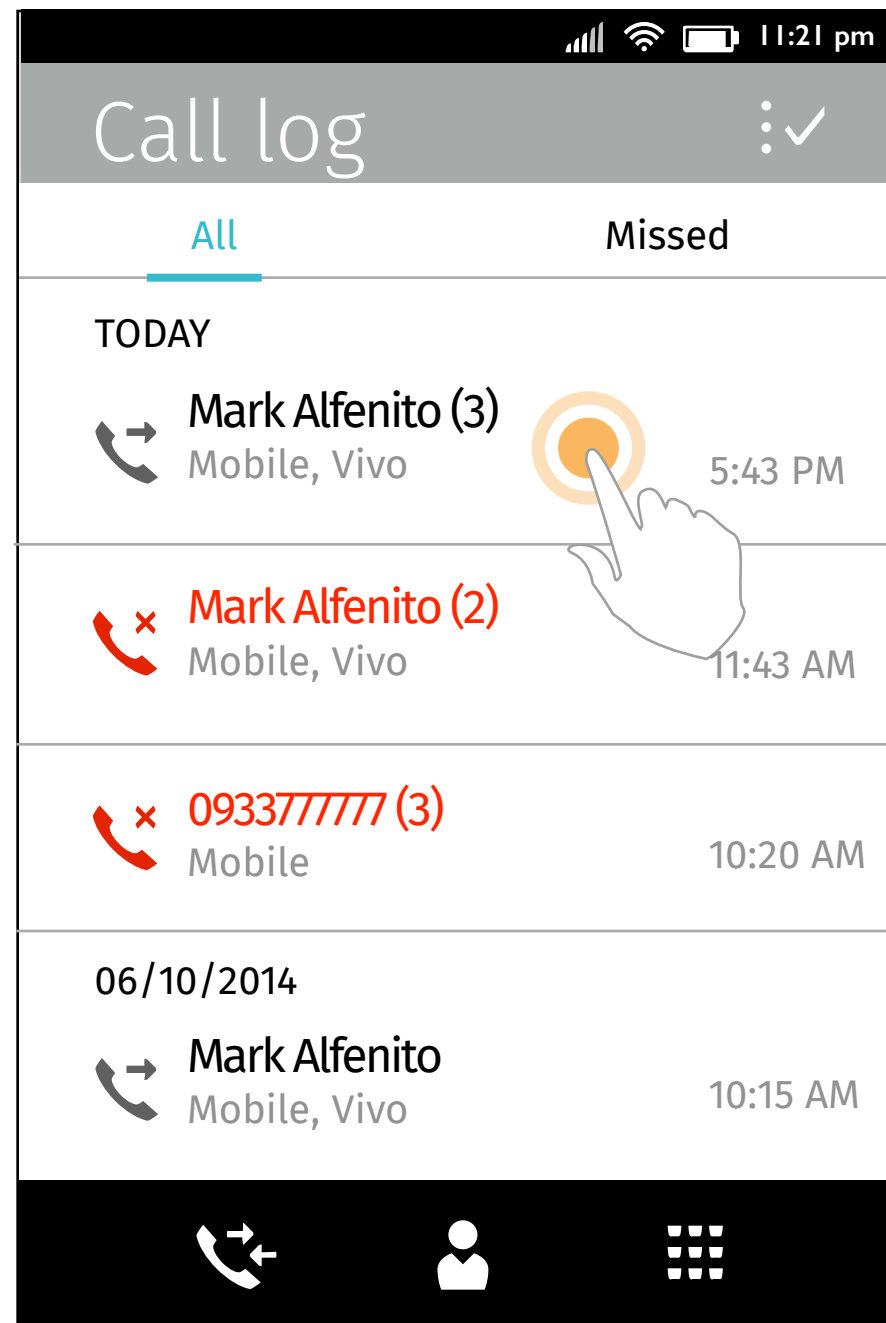 11:21 pm
Call log
All Missed
TODAY
Mark Alfenito (3)
Mobile, Vivo
5:43 PM
Mark Alfenito (2)
Mobile, Vivo
11:43 AM
0933777777 (3)
Mobile
10:20 AM
06/10/2014
Mark Alfenito
Mobile, Vivo
10:15 AM